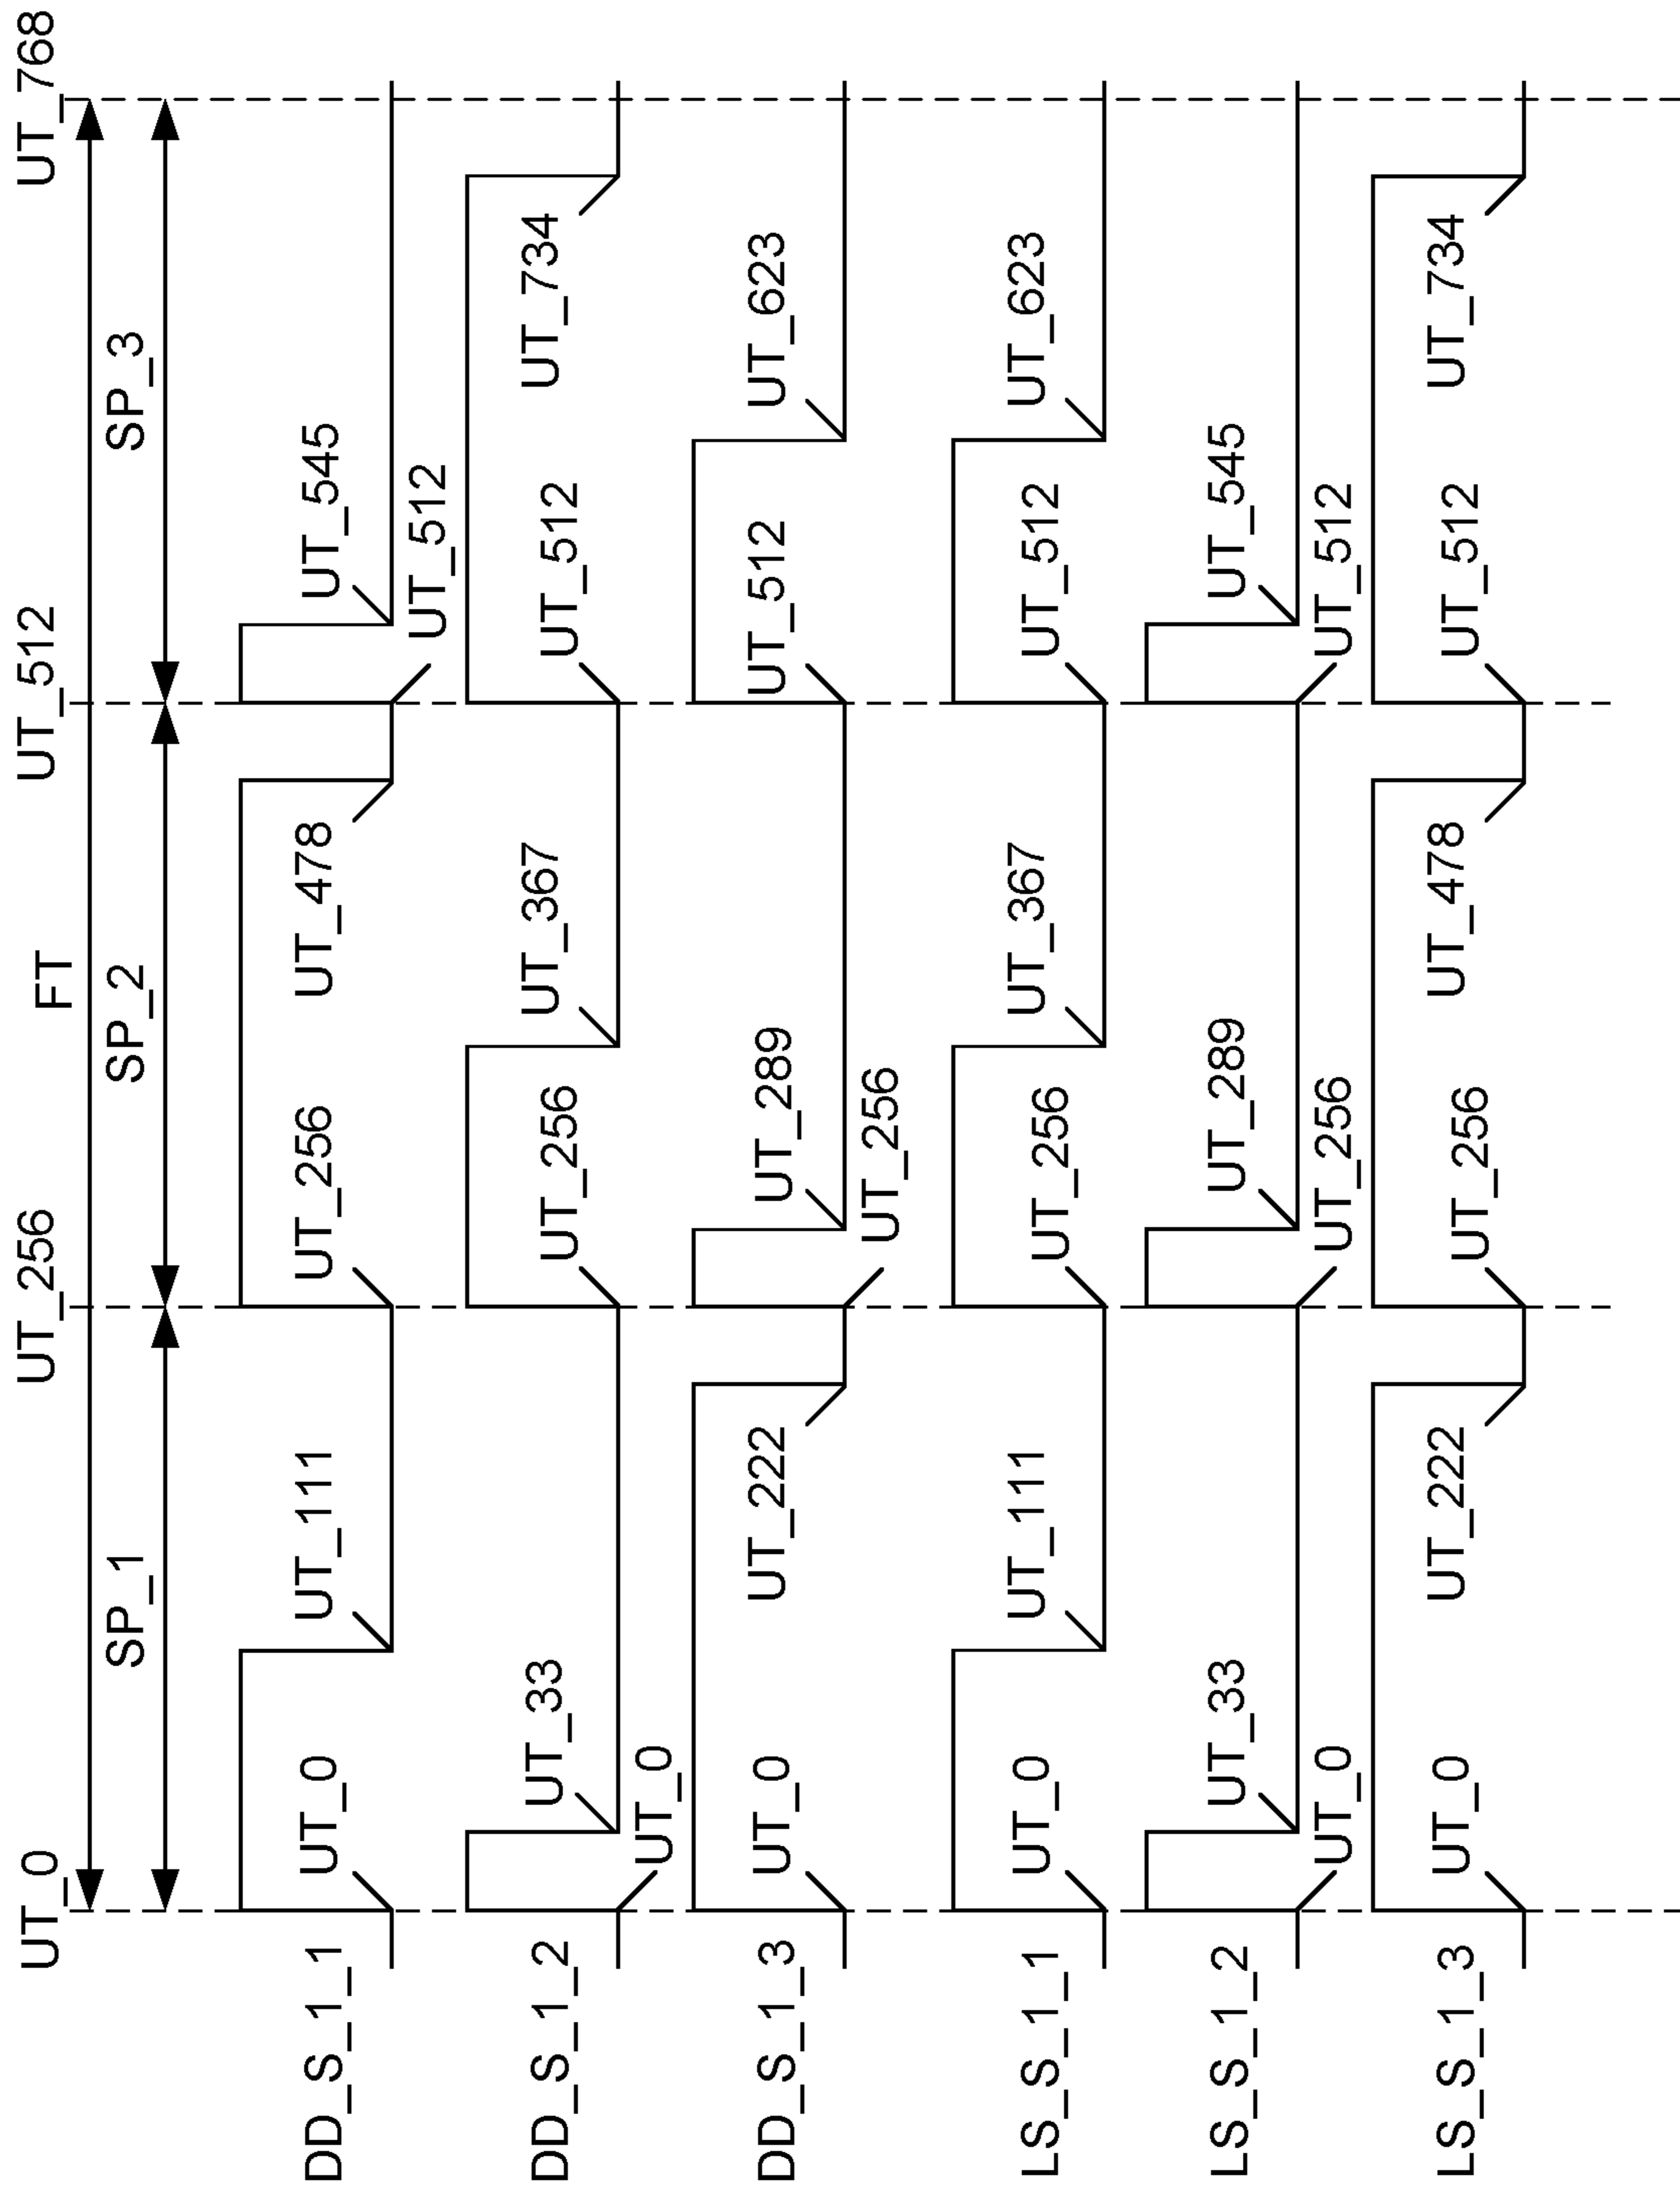 UT_0 UT_256 UT_512 UT_768
FT
SP_1 SP_2 SP_3
DD_S_1_1 UT_0 UT_111 UT_256 UT_478 UT_545
UT_512
DD_S_1_2 UT_33 UT_256 UT_367 UT_512 UT_734
UT_0
DD_S_1_3 UT_0 UT_222 UT_289 UT_512 UT_623
UT_256
LS_S_1_1 UT_0 UT_111 UT_256 UT_367 UT_512 UT_623
LS_S_1_2 UT_33 UT_289 UT_545
UT_0 UT_256 UT_512
LS_S_1_3 UT_0 UT_222 UT_256 UT_478 UT_512 UT_734